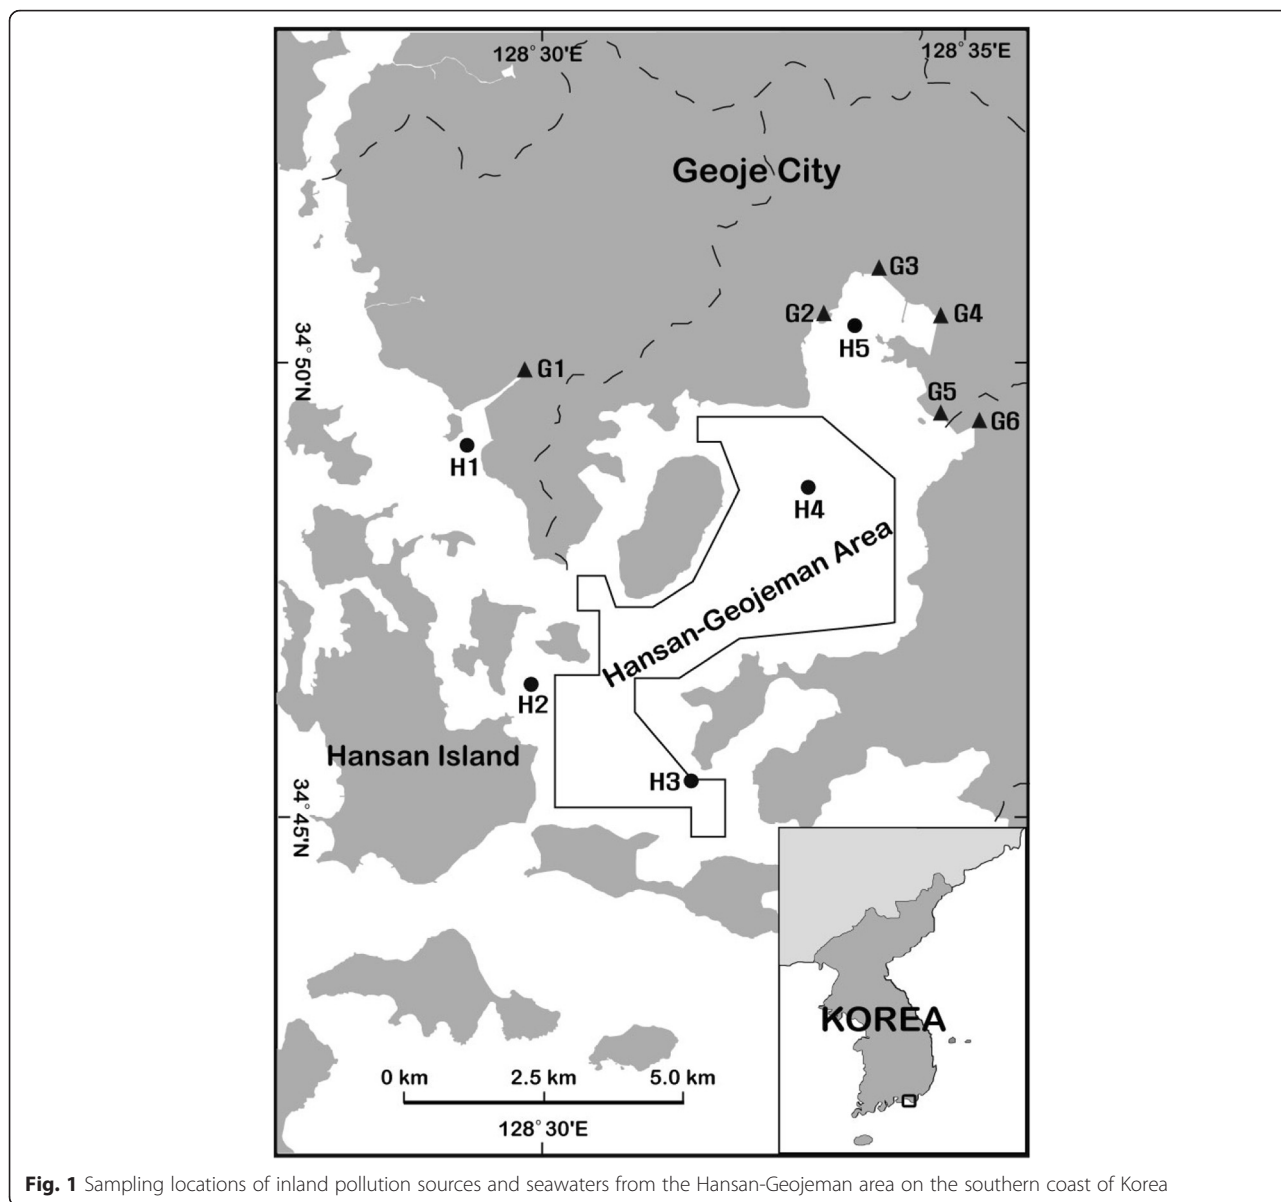 128°30'E
128°35'E
Geoje City
G3
G2
G4
H5
34°50'N
G1
G5
G6
H1
H4
Hansan-Geojeman Area
H2
Hansan Island
H3
34°45'N
KOREA
0 km 2.5 km 5.0 km
128°30'E
Fig. 1 Sampling locations of inland pollution sources and seawaters from the Hansan-Geojeman area on the southern coast of Korea